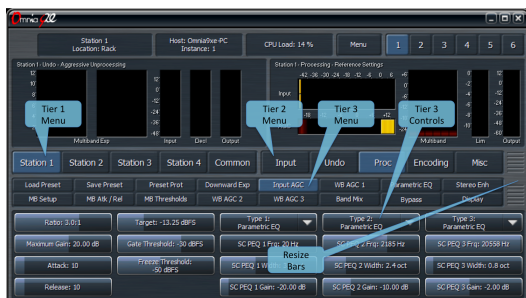 Omnia
Station 1
Location: Rack
Host: Omnia9xe-PC
Instance: 1
CPU Load: 14 %
Menu
1 2 3 4 5 6
Station 1 - Undo - Aggressive Unprocessing
Station 1 - Processing - Reference Settings
-42 -36 -30 -24 -18 -12 -6
Input
Multiband Exp
Input
Decl
Output
Multiband
Lim
Output
Tier 1
Menu
Tier 2
Menu
Tier 3
Menu
Tier 3
Controls
Station 1 Station 2 Station 3 Station 4 Common Input Undo Proc Encoding Misc
Load Preset Save Preset Preset Prot Downward Exp Input AGC WB AGC 1 Parametric EQ Stereo Enh
MB Setup MB Atk / Rel MB Thresholds WB AGC 2 WB AGC 3 Band Mix Bypass Display
Ratio: 3.0:1
Target: -13.25 dBFS
Type 1:
Parametric EQ
Type 2:
Parametric EQ
Type 3:
Parametric EQ
Maximum Gain: 20.00 dB
Gate Threshold: -30 dBFS
SC PEQ 1 Frq: 20 Hz
SC PEQ 2 Frq: 2185 Hz
SC PEQ 3 Frq: 20558 Hz
Resize
Bars
Attack: 10
Freeze Threshold:
-50 dBFS
SC PEQ 1
SC PEQ 2 Width: 2.4 oct
SC PEQ 3 Width: 0.8 oct
Release: 10
SC PEQ 1 Gain: -20.00 dB
SC PEQ 2 Gain: -10.00 dB
SC PEQ 3 Gain: -2.00 dB